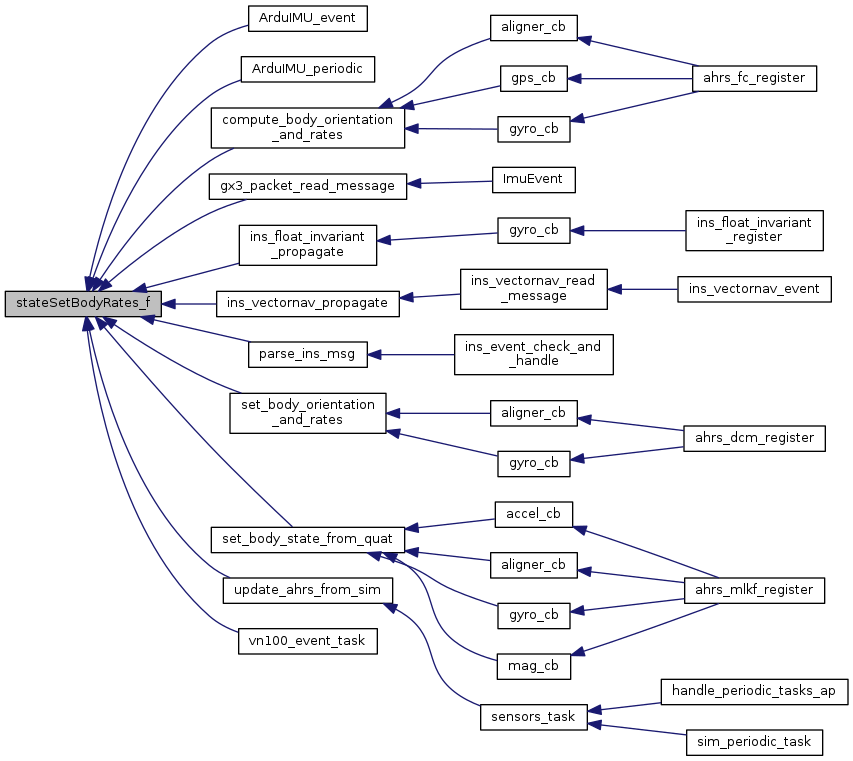 ArduIMU_event
ArduIMU_periodic
compute_body_orientation
_and_rates
aligner_cb
gps_cb
gyro_cb
ahrs_fc_register
gx3_packet_read_message
ImuEvent
ins_float_invariant
_propagate
gyro_cb
ins_float_invariant
_register
stateSetBodyRates_f
ins_vectornav_propagate
ins_vectornav_read
_message
ins_vectornav_event
parse_ins_msg
ins_event_check_and
_handle
set_body_orientation
_and_rates
aligner_cb
gyro_cb
ahrs_dcm_register
set_body_state_from_quat
accel_cb
aligner_cb
gyro_cb
mag_cb
ahrs_mlkf_register
update_ahrs_from_sim
vn100_event_task
sensors_task
handle_periodic_tasks_ap
sim_periodic_task